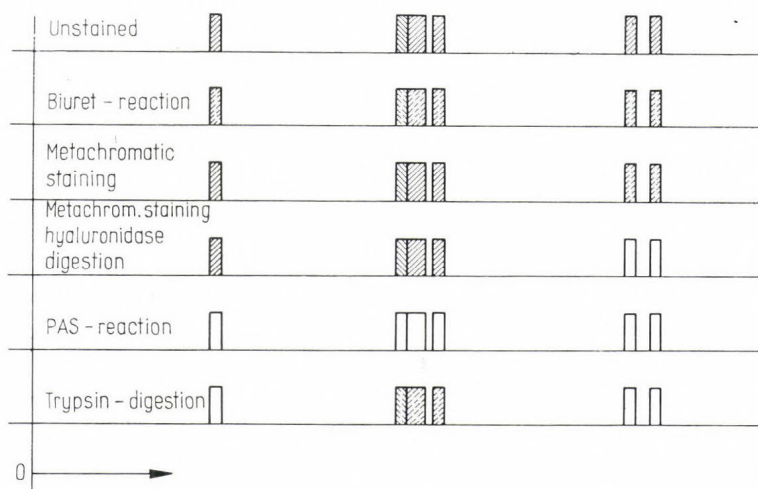 Unstained
Biuret - reaction
Metachromatic
staining
Metachrom. staining
hyaluronidase
digestion
PAS - reaction
Trypsin - digestion
0